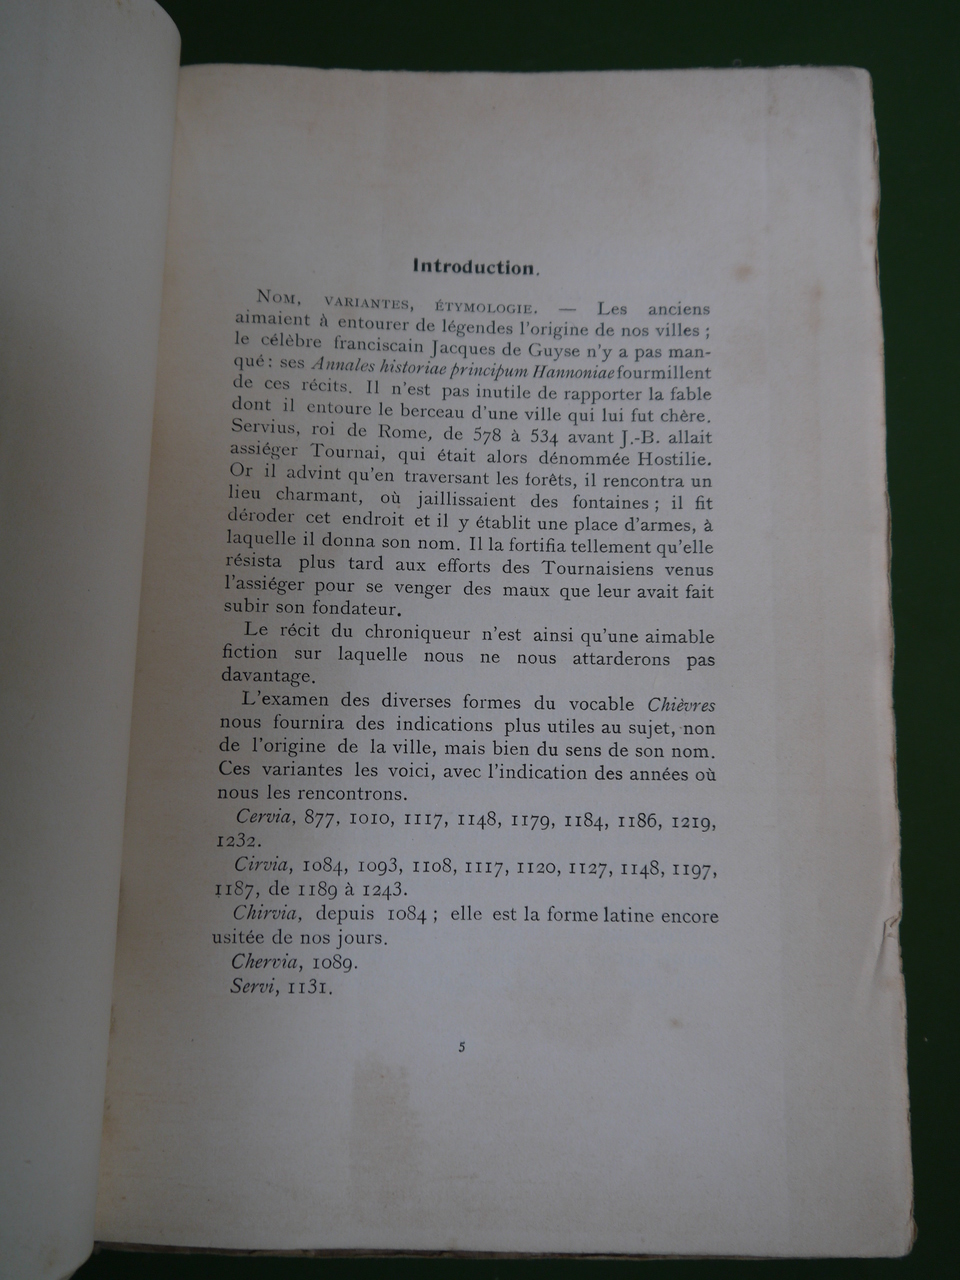 Introduction.
NOM, VARIANTES, ÉTYMOLOGIE. — Les anciens
aimaient à entourer de légendes l'origine de nos villes ;
le célèbre franciscain Jacques de Guyse n'y a pas man-
qué : ses Annales historiae principum Hannoniae fourmillent
de ces récits. Il n'est pas inutile de rapporter la fable
dont il entoure le berceau d'une ville qui lui fut chère.
Servius, roi de Rome, de 578 à 534 avant J.-B. allait
assiéger Tournai, qui était alors dénommée Hostilie.
Or il advint qu'en traversant les forêts, il rencontra un
lieu charmant, où jaillissaient des fontaines ; il fit
déroder cet endroit et il y établit une place d'armes, à
laquelle il donna son nom. Il la fortifia tellement qu'elle
résista plus tard aux efforts des Tournaisiens venus
l'assiéger pour se venger des maux que leur avait fait
subir son fondateur.
Le récit du chroniqueur n'est ainsi qu'une aimable
fiction sur laquelle nous ne nous attarderons pas
davantage.
L'examen des diverses formes du vocable Chièvres
nous fournira des indications plus utiles au sujet, non
de l'origine de la ville, mais bien du sens de son nom.
Ces variantes les voici, avec l'indication des années où
nous les rencontrons.
Cervia, 877, 1010, 1117, 1148, 1179, 1184, 1186, 1219,
1232.
Cirvia, 1084, 1093, 1108, 1117, 1120, 1127, 1148, 1197,
1187, de 1189 à 1243.
Chirvia, depuis 1084 ; elle est la forme latine encore
usitée de nos jours.
Chervia, 1089.
Servi, 1131.
5